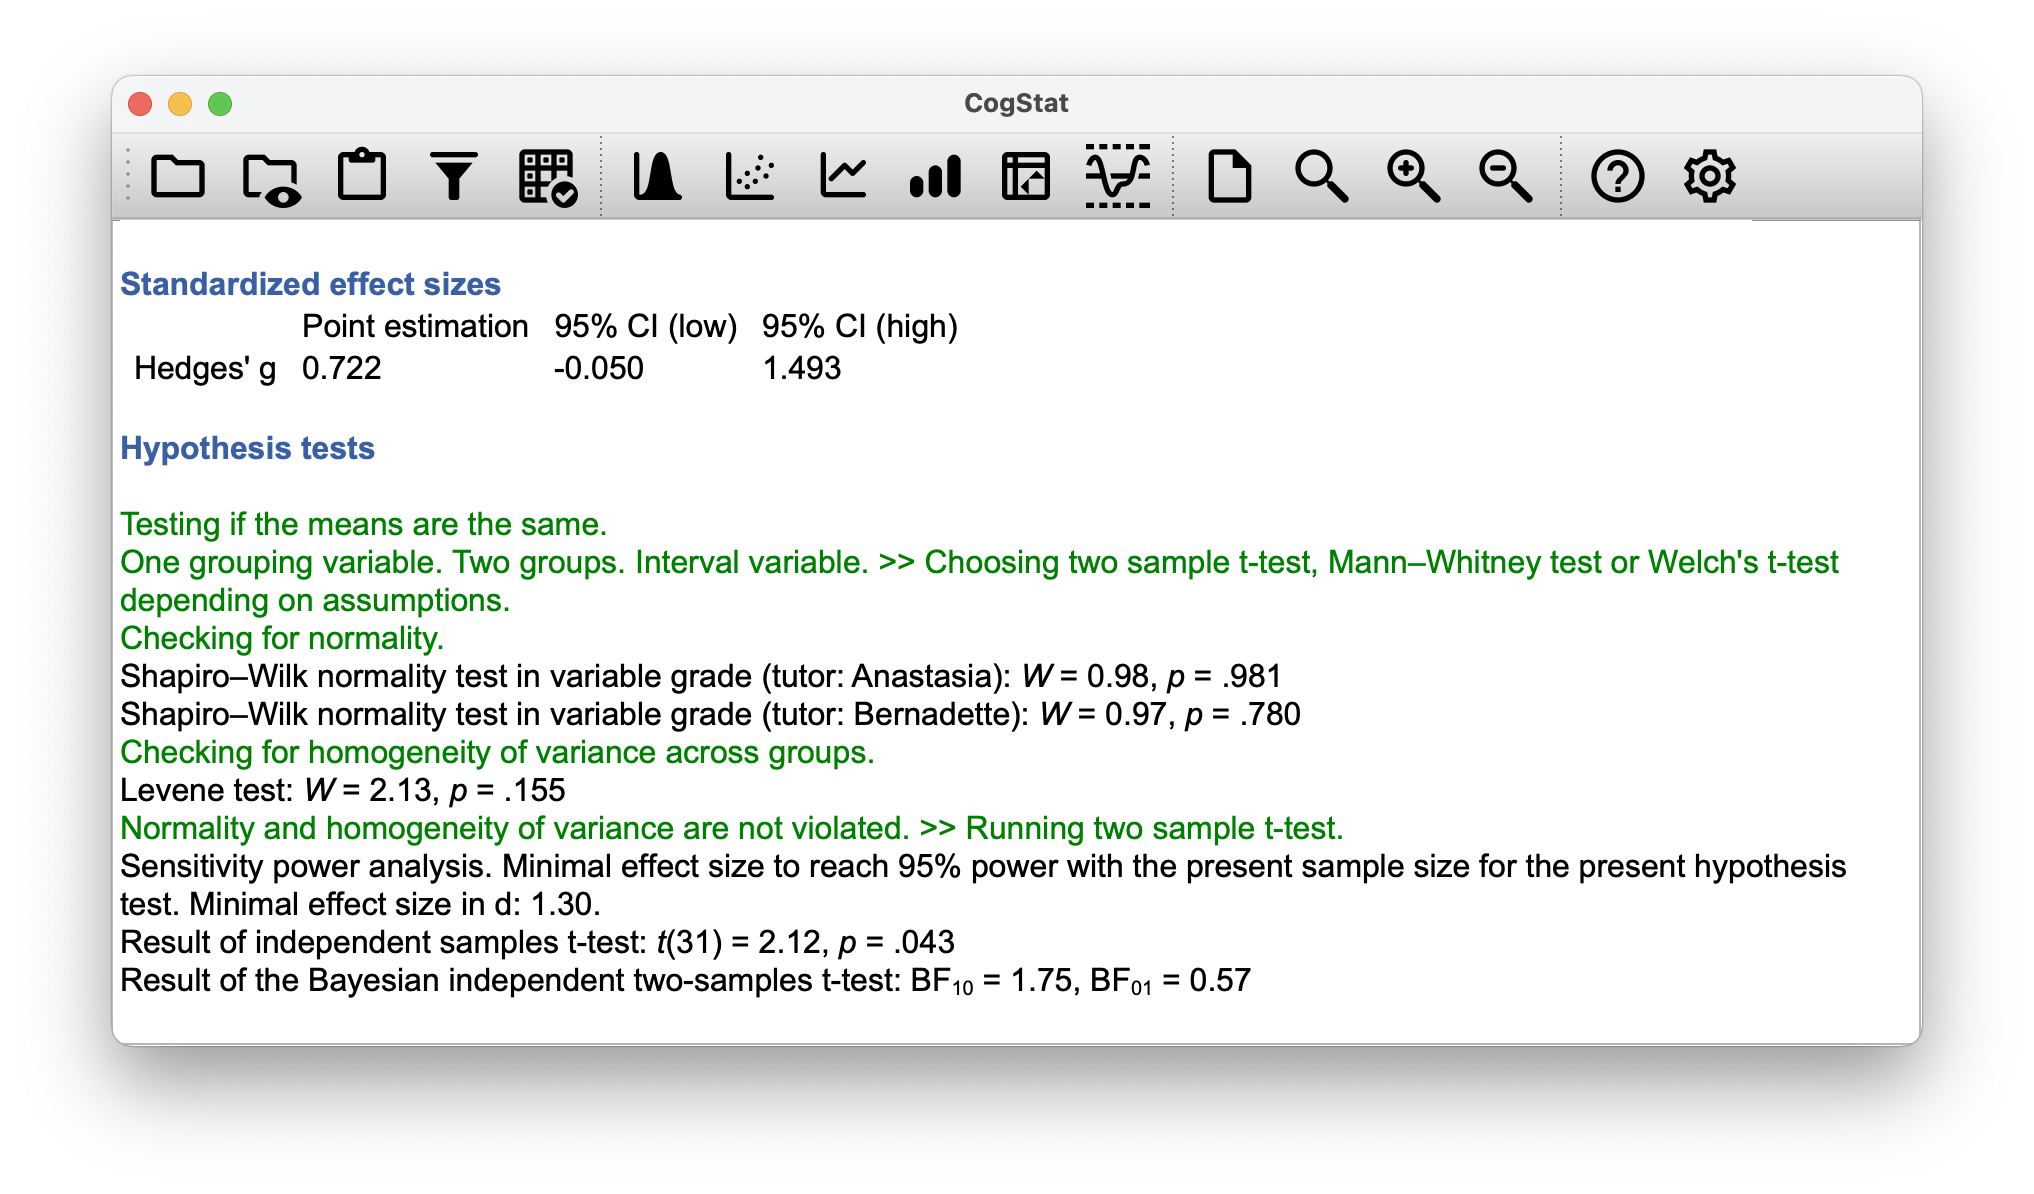 CogStat
Standardized effect sizes
Point estimation 95% CI (low) 95% CI (high)
Hedges' g 0.722 -0.050 1.493
Hypothesis tests
Testing if the means are the same.
One grouping variable. Two groups. Interval variable. >> Choosing two sample t-test, Mann–Whitney test or Welch's t-test
depending on assumptions.
Checking for normality.
Shapiro–Wilk normality test in variable grade (tutor: Anastasia): W = 0.98, p = .981
Shapiro–Wilk normality test in variable grade (tutor: Bernadette): W = 0.97, p = .780
Checking for homogeneity of variance across groups.
Levene test: W = 2.13, p = .155
Normality and homogeneity of variance are not violated. >> Running two sample t-test.
Sensitivity power analysis. Minimal effect size to reach 95% power with the present sample size for the present hypothesis
test. Minimal effect size in d: 1.30.
Result of independent samples t-test: t(31) = 2.12, p = .043
Result of the Bayesian independent two-samples t-test: BF₁₀ = 1.75, BF₀₁ = 0.57